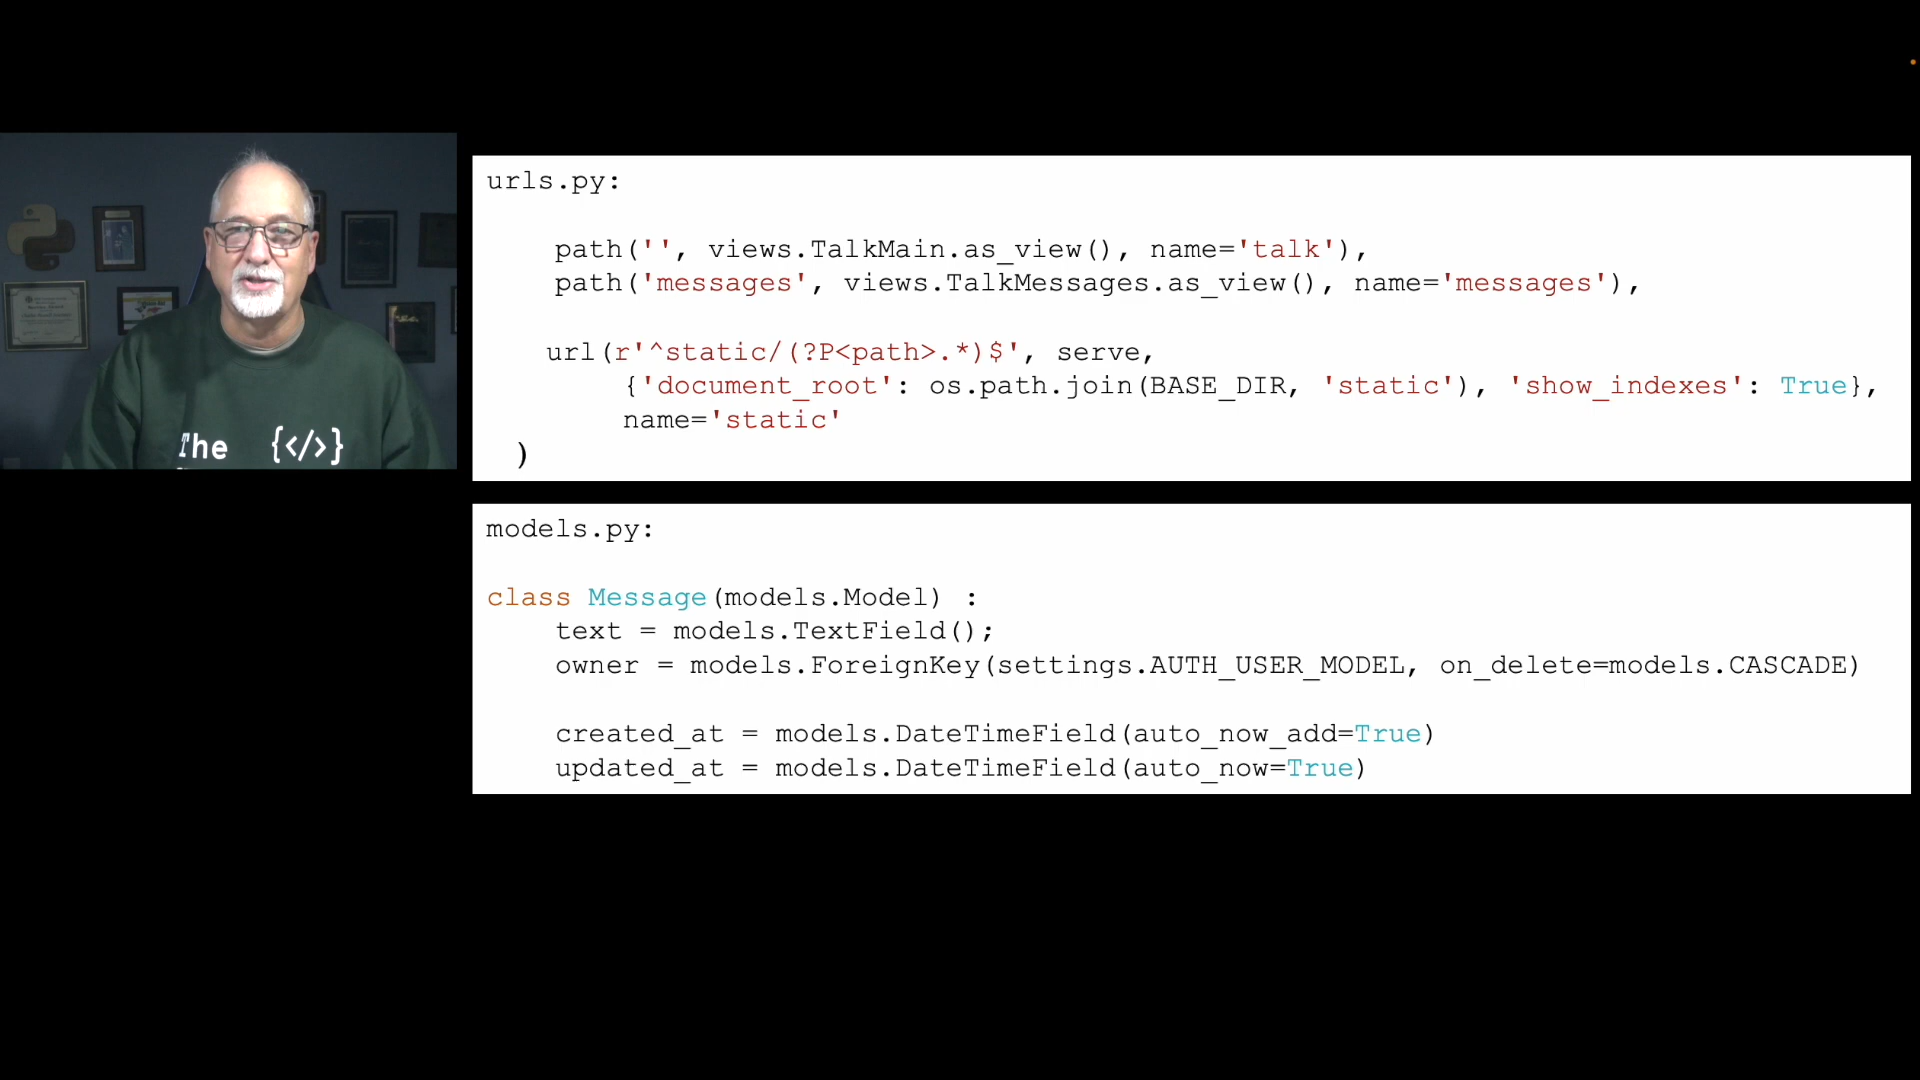 The {</>}
urls.py:
path('', views.TalkMain.as_view(), name='talk'),
path('messages', views.TalkMessages.as_view(), name='messages'),
url(r'^static/(?P<path>.*)$', serve,
{'document_root': os.path.join(BASE_DIR, 'static'), 'show_indexes': True},
name='static'
)
models.py:
class Message(models.Model) :
text = models.TextField();
owner = models.ForeignKey(settings.AUTH_USER_MODEL, on_delete=models.CASCADE)
created_at = models.DateTimeField(auto_now_add=True)
updated_at = models.DateTimeField(auto_now=True)